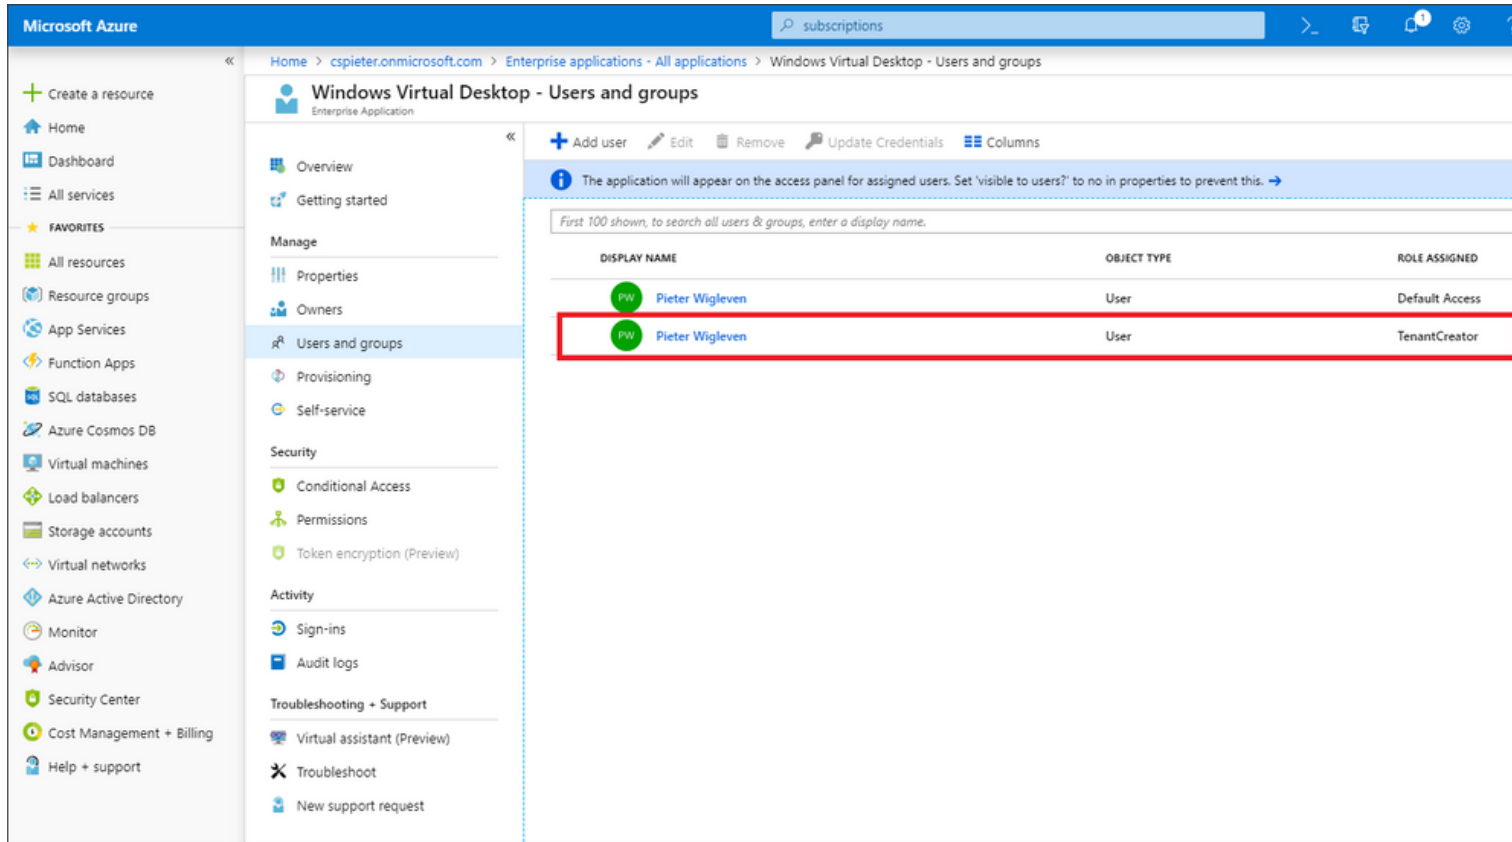 Microsoft Azure
subscriptions
1
Home > cspieter.onmicrosoft.com > Enterprise applications - All applications > Windows Virtual Desktop - Users and groups
Windows Virtual Desktop - Users and groups
Enterprise Application
Create a resource
Home
Dashboard
All services
FAVORITES
All resources
Resource groups
App Services
Function Apps
SQL databases
Azure Cosmos DB
Virtual machines
Load balancers
Storage accounts
Virtual networks
Azure Active Directory
Monitor
Advisor
Security Center
Cost Management + Billing
Help + support
Overview
Getting started
Manage
Properties
Owners
Users and groups
Provisioning
Self-service
Security
Conditional Access
Permissions
Token encryption (Preview)
Activity
Sign-ins
Audit logs
Troubleshooting + Support
Virtual assistant (Preview)
Troubleshoot
New support request
Add user Edit Remove Update Credentials Columns
The application will appear on the access panel for assigned users. Set 'visible to users?' to no in properties to prevent this. →
First 100 shown, to search all users & groups, enter a display name.
DISPLAY NAME OBJECT TYPE ROLE ASSIGNED
PW Pieter Wigleven User Default Access
PW Pieter Wigleven User TenantCreator